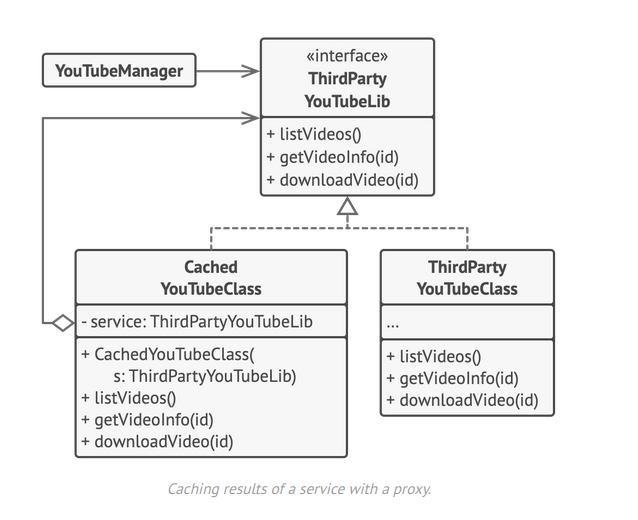 YouTubeManager
«interface»
ThirdParty
YouTubeLib
+ listVideos()
+ getVideoInfo(id)
+ downloadVideo(id)
Cached
YouTubeClass
- service: ThirdPartyYouTubeLib
+ CachedYouTubeClass(
s: ThirdPartyYouTubeLib)
+ listVideos()
+ getVideoInfo(id)
+ downloadVideo(id)
ThirdParty
YouTubeClass
...
+ listVideos()
+ getVideoInfo(id)
+ downloadVideo(id)
Caching results of a service with a proxy.